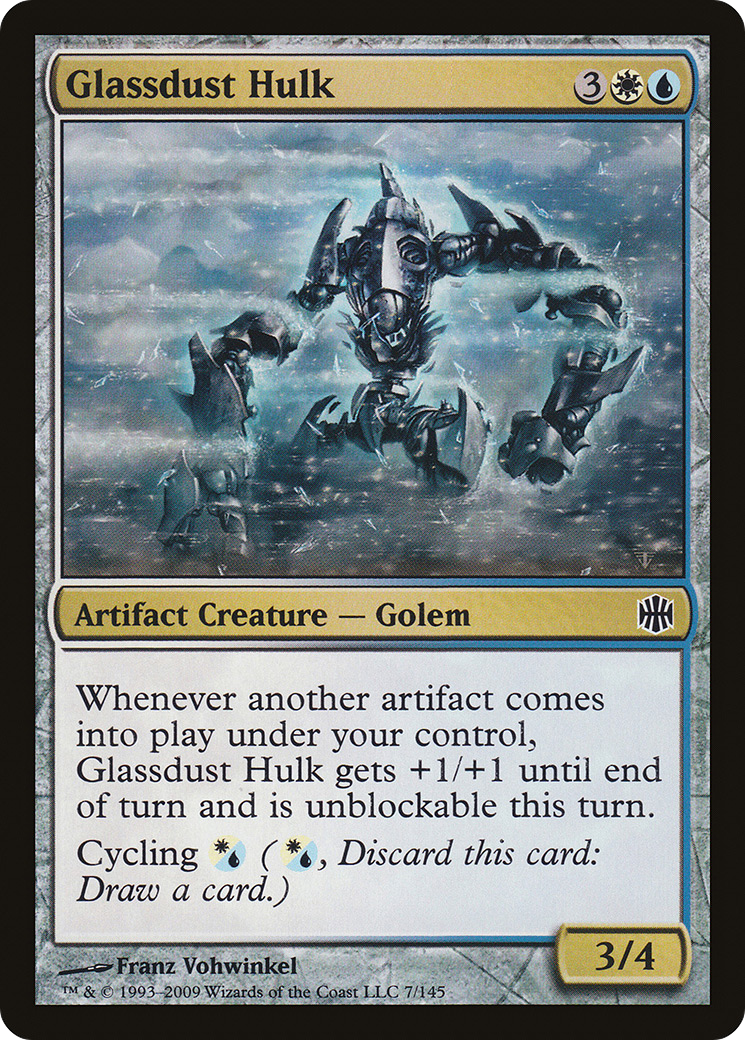 Glassdust Hulk 3
Artifact Creature — Golem
Whenever another artifact comes
into play under your control,
Glassdust Hulk gets +1/+1 until end
of turn and is unblockable this turn.
Cycling ( , Discard this card:
Draw a card.)
3/4
Franz Vohwinkel
™ & © 1993–2009 Wizards of the Coast LLC 7/145